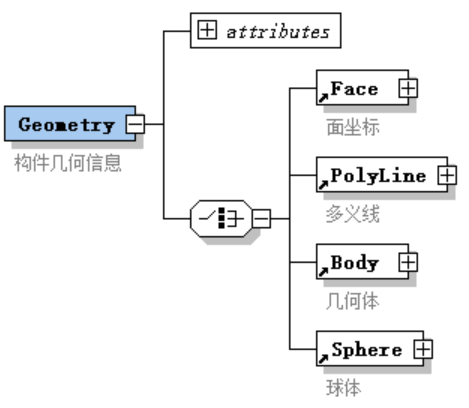 attributes
Face
面坐标
Geometry
构件几何信息
PolyLine
多义线
Body
几何体
Sphere
球体